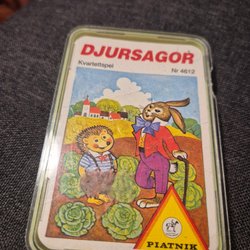 DJURSAGOR
Kvartettspel
Nr 4612
PIATNIK